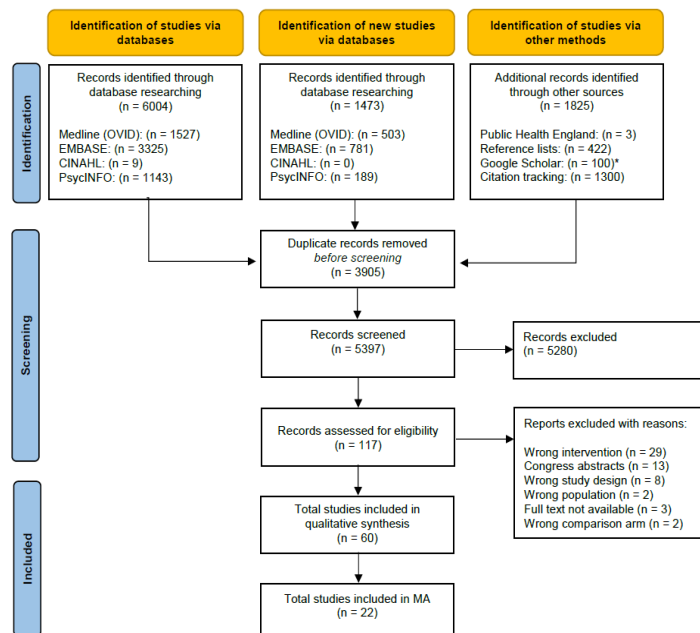 Identification of studies via
databases
Identification of new studies
via databases
Identification of studies via
other methods
Identification
Records identified through
database researching
(n = 6004)
Medline (OVID): (n = 1527)
EMBASE: (n = 3325)
CINAHL: (n = 9)
PsycINFO: (n = 1143)
Records identified through
database researching
(n = 1473)
Medline (OVID): (n = 503)
EMBASE: (n = 781)
CINAHL: (n = 0)
PsycINFO: (n = 189)
Additional records identified
through other sources
(n = 1825)
Public Health England: (n = 3)
Reference lists: (n = 422)
Google Scholar: (n = 100)*
Citation tracking: (n = 1300)
Screening
Duplicate records removed
before screening
(n = 3905)
Records screened
(n = 5397)
Records excluded
(n = 5280)
Records assessed for eligibility
(n = 117)
Reports excluded with reasons:
Wrong intervention (n = 29)
Congress abstracts (n = 13)
Wrong study design (n = 8)
Wrong population (n = 2)
Full text not available (n = 3)
Wrong comparison arm (n = 2)
Included
Total studies included in
qualitative synthesis
(n = 60)
Total studies included in MA
(n = 22)